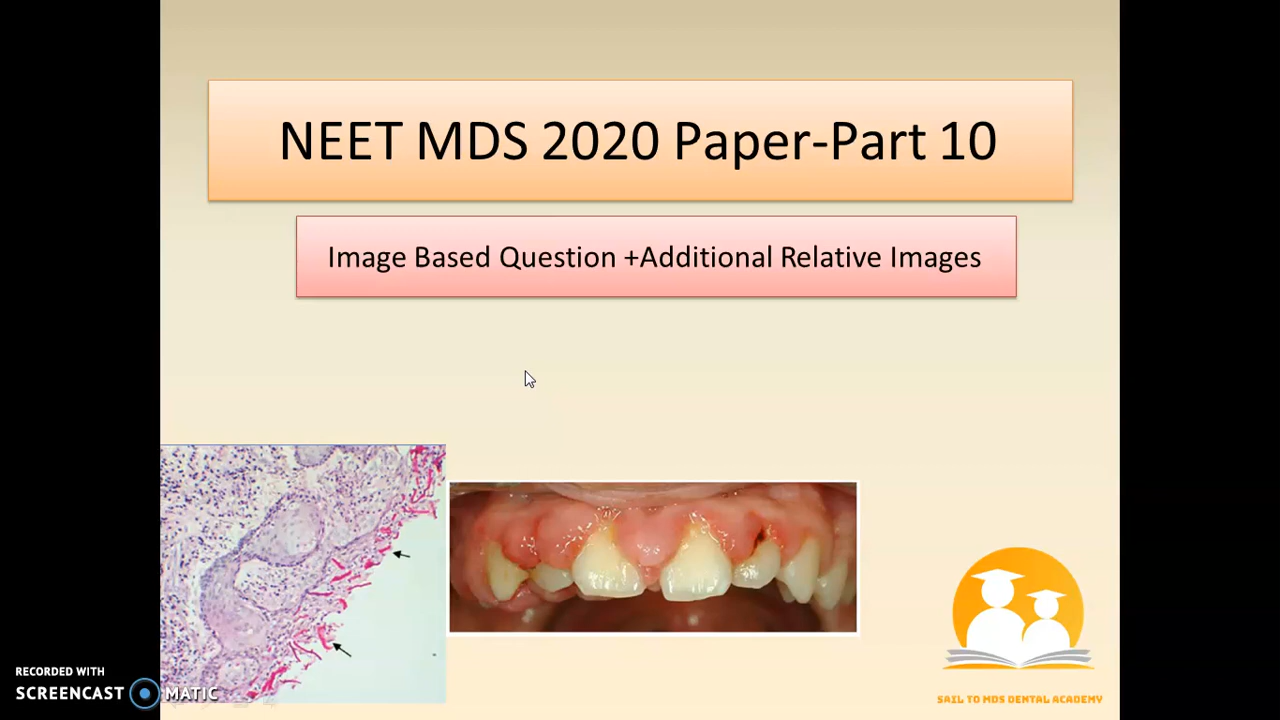 NEET MDS 2020 Paper-Part 10
Image Based Question +Additional Relative Images
RECORDED WITH
SCREENCAST MATIC
SAIL TO MDS DENTAL ACADEMY